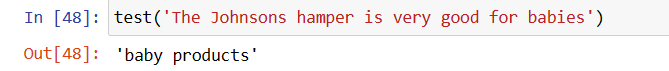 In [48]: test('The Johnsons hamper is very good for babies')
Out[48]: 'baby products'